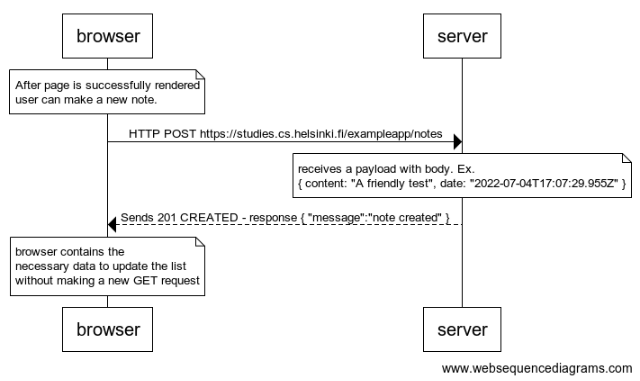 browser
server
After page is successfully rendered
user can make a new note.
HTTP POST https://studies.cs.helsinki.fi/exampleapp/notes
receives a payload with body. Ex.
{ content: "A friendly test", date: "2022-07-04T17:07:29.955Z" }
Sends 201 CREATED - response { "message":"note created" }
browser contains the
necessary data to update the list
without making a new GET request
browser
server
www.websequencediagrams.com